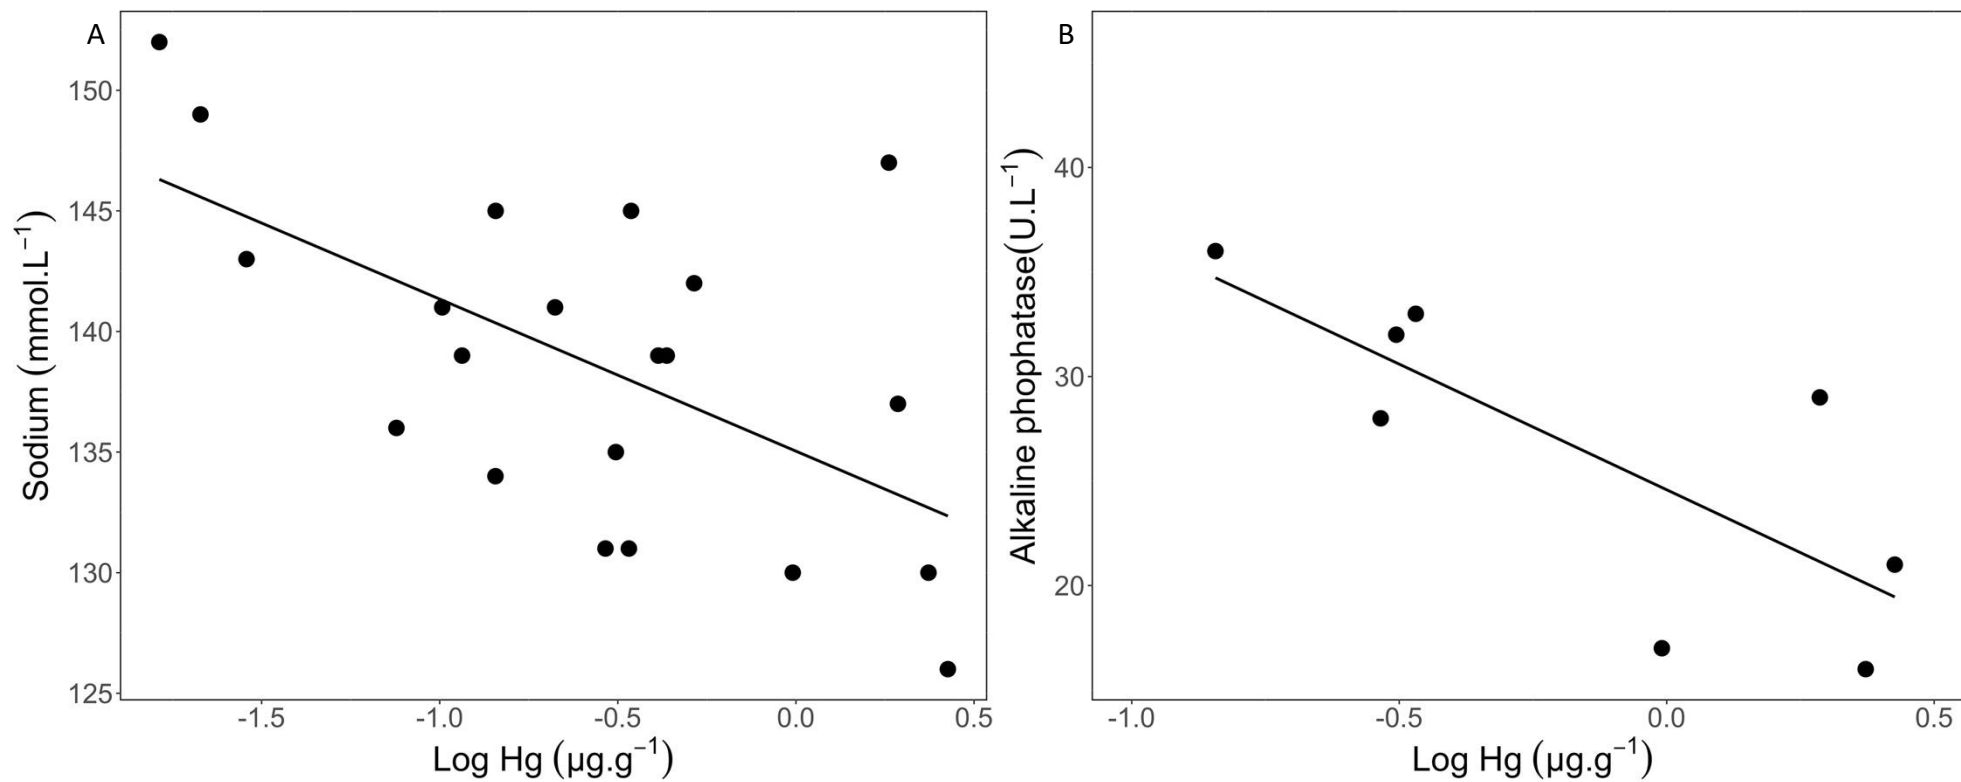 A
150
145
140
135
130
125
Sodium (mmol.L⁻¹)
-1.5 -1.0 -0.5 0.0 0.5
Log Hg (µg.g⁻¹)
B
40
30
20
Alkaline phophatase(U.L⁻¹)
-1.0 -0.5 0.0 0.5
Log Hg (µg.g⁻¹)